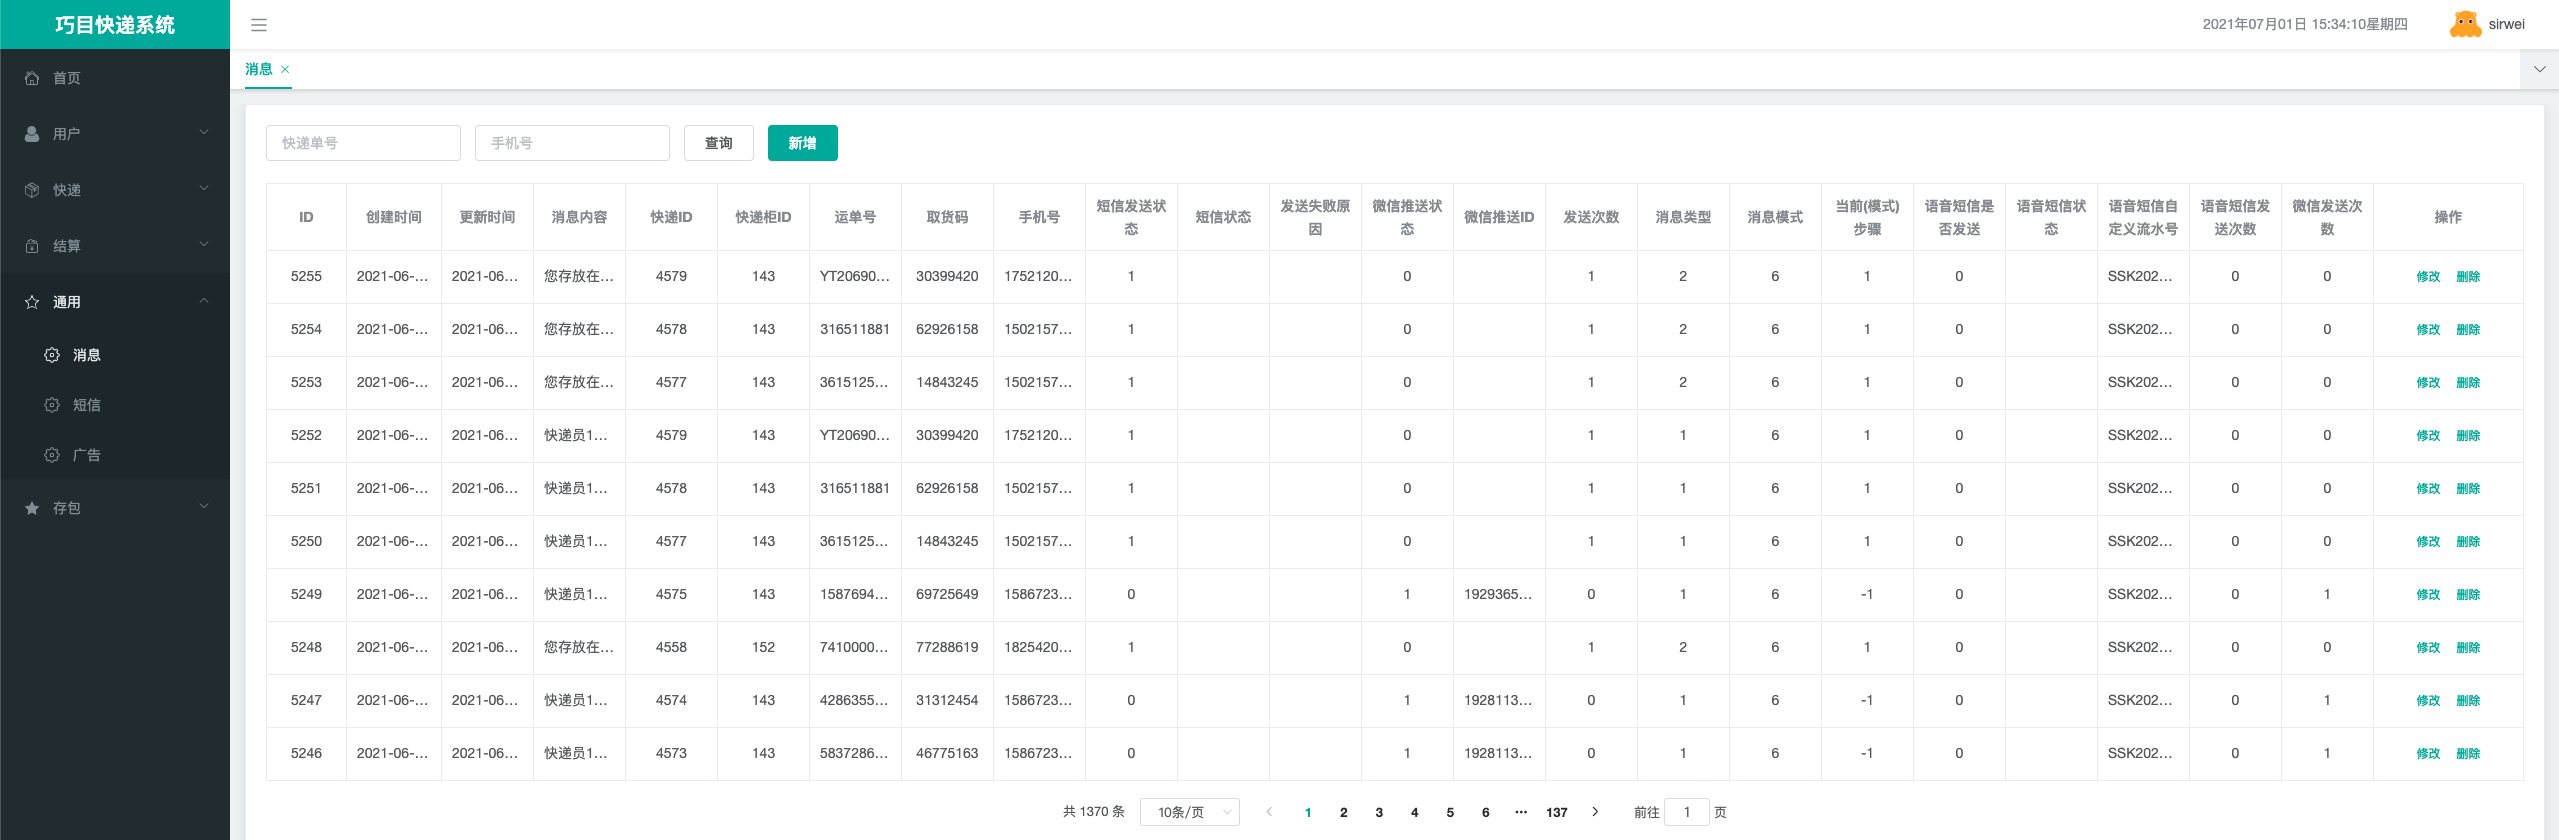 巧目快递系统
2021年07月01日 15:34:10星期四
sirwei
首页
用户
快递
结算
通用
消息
短信
广告
存包
消息
快递单号 手机号 查询 新增
ID 创建时间 更新时间 消息内容 快递ID 快递柜ID 运单号 取货码 手机号 短信发送状态 短信状态 发送失败原因 微信推送状态 微信推送ID 发送次数 消息类型 消息模式 当前(模式)步骤 语音短信是否发送 语音短信状态 语音短信自定义流水号 语音短信发送次数 微信发送次数 操作
5255 2021-06-... 2021-06... 您存放在... 4579 143 YT20690... 30399420 1752120... 1 0 1 2 6 1 0 SSK202... 0 0 修改 删除
5254 2021-06-... 2021-06... 您存放在... 4578 143 316511881 62926158 1502157... 1 0 1 2 6 1 0 SSK202... 0 0 修改 删除
5253 2021-06-... 2021-06... 您存放在... 4577 143 3615125... 14843245 1502157... 1 0 1 2 6 1 0 SSK202... 0 0 修改 删除
5252 2021-06-... 2021-06... 快递员1... 4579 143 YT20690... 30399420 1752120... 1 0 1 1 6 1 0 SSK202... 0 0 修改 删除
5251 2021-06-... 2021-06... 快递员1... 4578 143 316511881 62926158 1502157... 1 0 1 1 6 1 0 SSK202... 0 0 修改 删除
5250 2021-06-... 2021-06... 快递员1... 4577 143 3615125... 14843245 1502157... 1 0 1 1 6 1 0 SSK202... 0 0 修改 删除
5249 2021-06-... 2021-06... 快递员1... 4575 143 1587694... 69725649 1586723... 0 1 1929365... 0 1 6 -1 0 SSK202... 0 1 修改 删除
5248 2021-06-... 2021-06... 您存放在... 4558 152 7410000... 77288619 1825420... 1 0 1 2 6 1 0 SSK202... 0 0 修改 删除
5247 2021-06-... 2021-06... 快递员1... 4574 143 4286355... 31312454 1586723... 0 1 1928113... 0 1 6 -1 0 SSK202... 0 1 修改 删除
5246 2021-06-... 2021-06... 快递员1... 4573 143 5837286... 46775163 1586723... 0 1 1928113... 0 1 6 -1 0 SSK202... 0 1 修改 删除
共 1370 条 10条/页 1 2 3 4 5 6 ... 137 前往 1 页